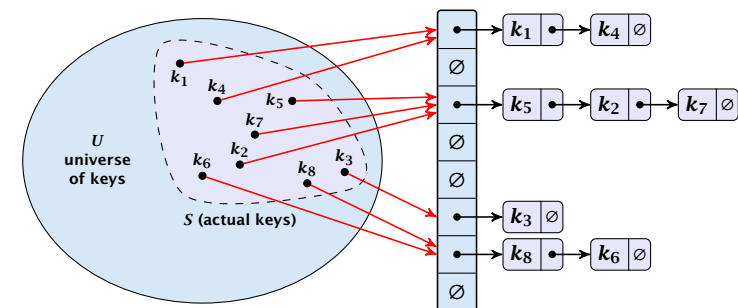 U
universe
of keys
k₁
k₄
k₅
k₇
k₂
k₆
k₈
k₃
S (actual keys)
k₁ k₄ ∅
∅
k₅ k₂ k₇ ∅
∅
∅
k₃ ∅
k₈ k₆ ∅
∅